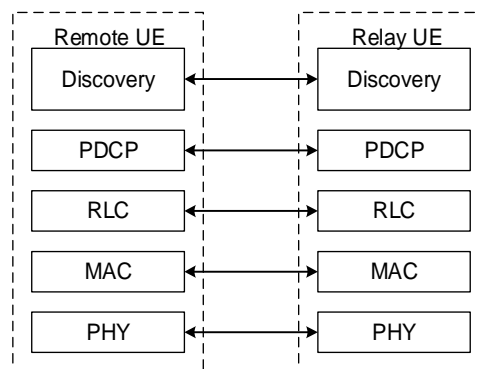 Remote UE
Relay UE
Discovery
Discovery
PDCP
PDCP
RLC
RLC
MAC
MAC
PHY
PHY